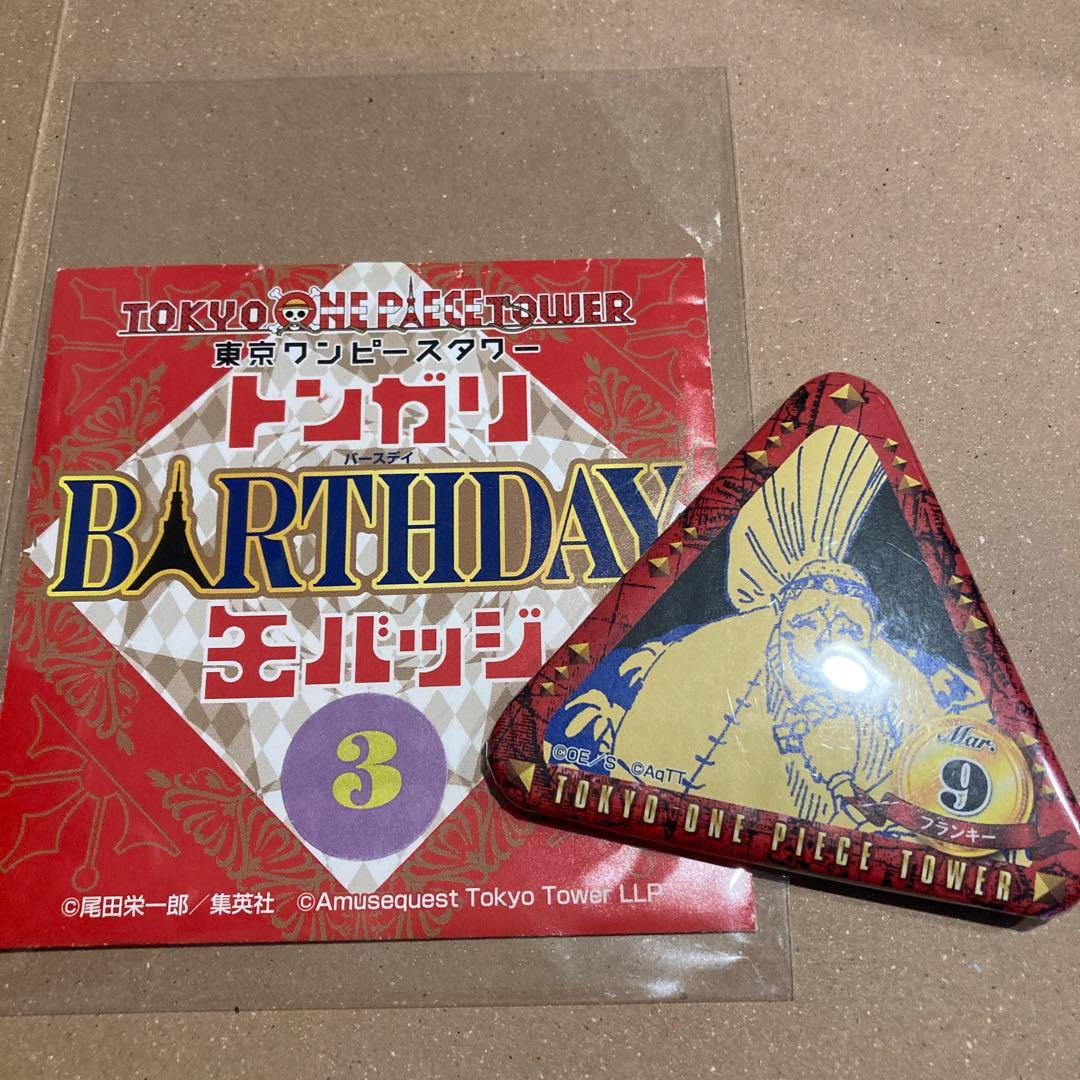 TOKYO ONE PIECE TOWER
東京ワンピースタワー
トンガリ
バースデイ
BIRTHDAY
缶バッジ
3
©尾田栄一郎／集英社 ©Amusequest Tokyo Tower LLP
©OE/S ©AqTT
Mar.
9
フランキー
TOKYO ONE PIECE TOWER